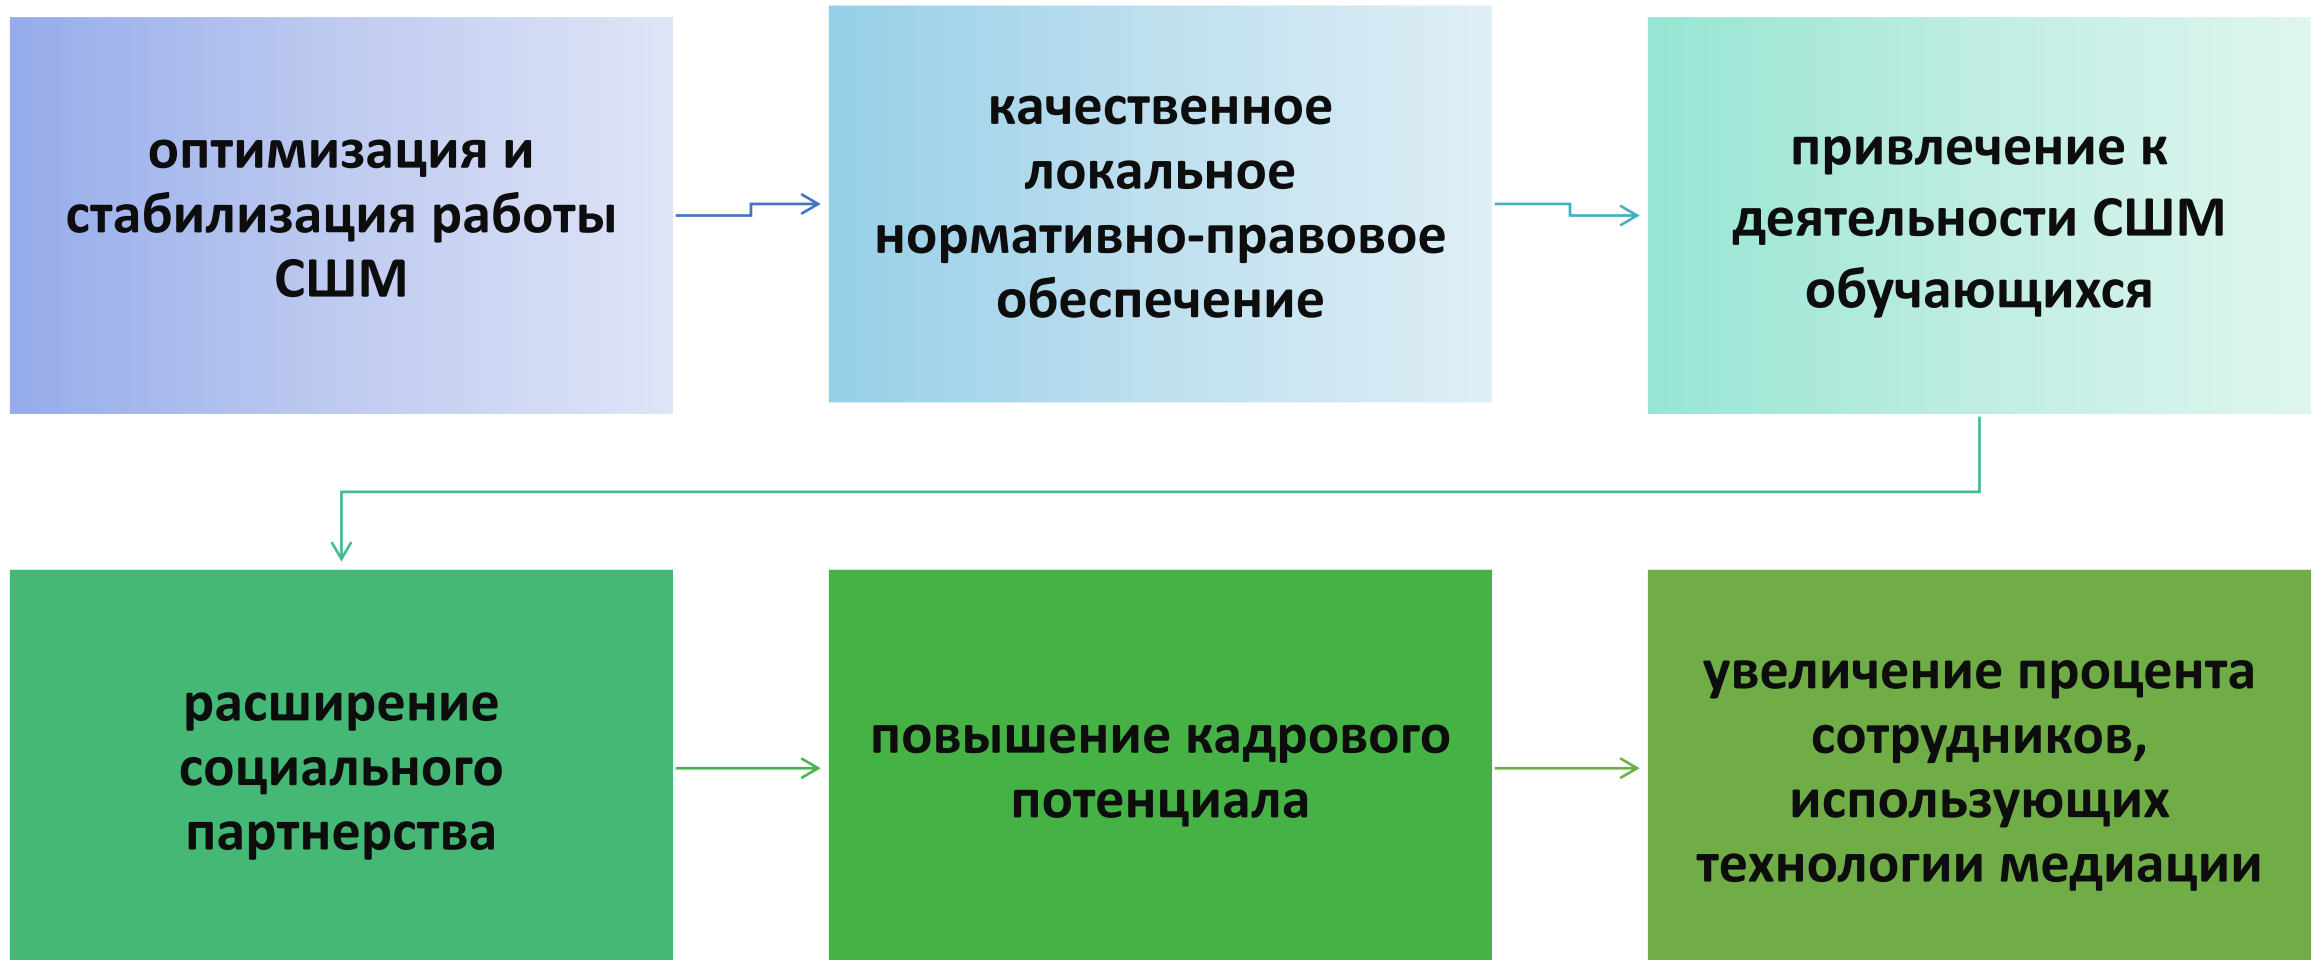 оптимизация и
стабилизация работы
СШМ
качественное
локальное
нормативно-правовое
обеспечение
привлечение к
деятельности СШМ
обучающихся
расширение
социального
партнерства
повышение кадрового
потенциала
увеличение процента
сотрудников,
использующих
технологии медиации